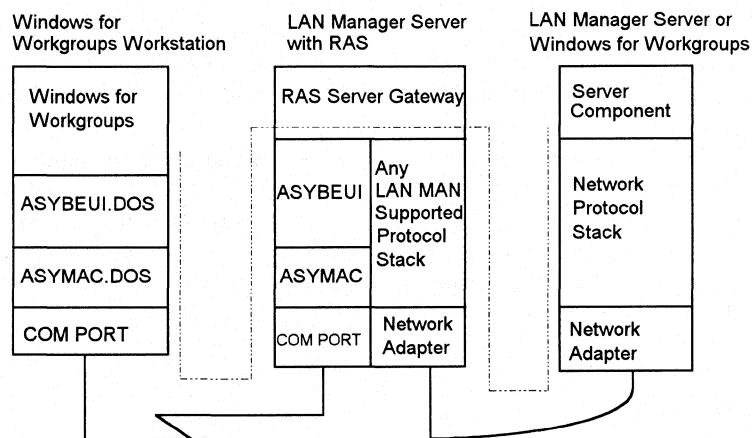 Windows for
Workgroups Workstation
LAN Manager Server
with RAS
LAN Manager Server or
Windows for Workgroups
Windows for
Workgroups
ASYBEUI.DOS
ASYMAC.DOS
COM PORT
RAS Server Gateway
ASYBEUI
ASYMAC
COM PORT
Any
LAN MAN
Supported
Protocol
Stack
Network
Adapter
Server
Component
Network
Protocol
Stack
Network
Adapter